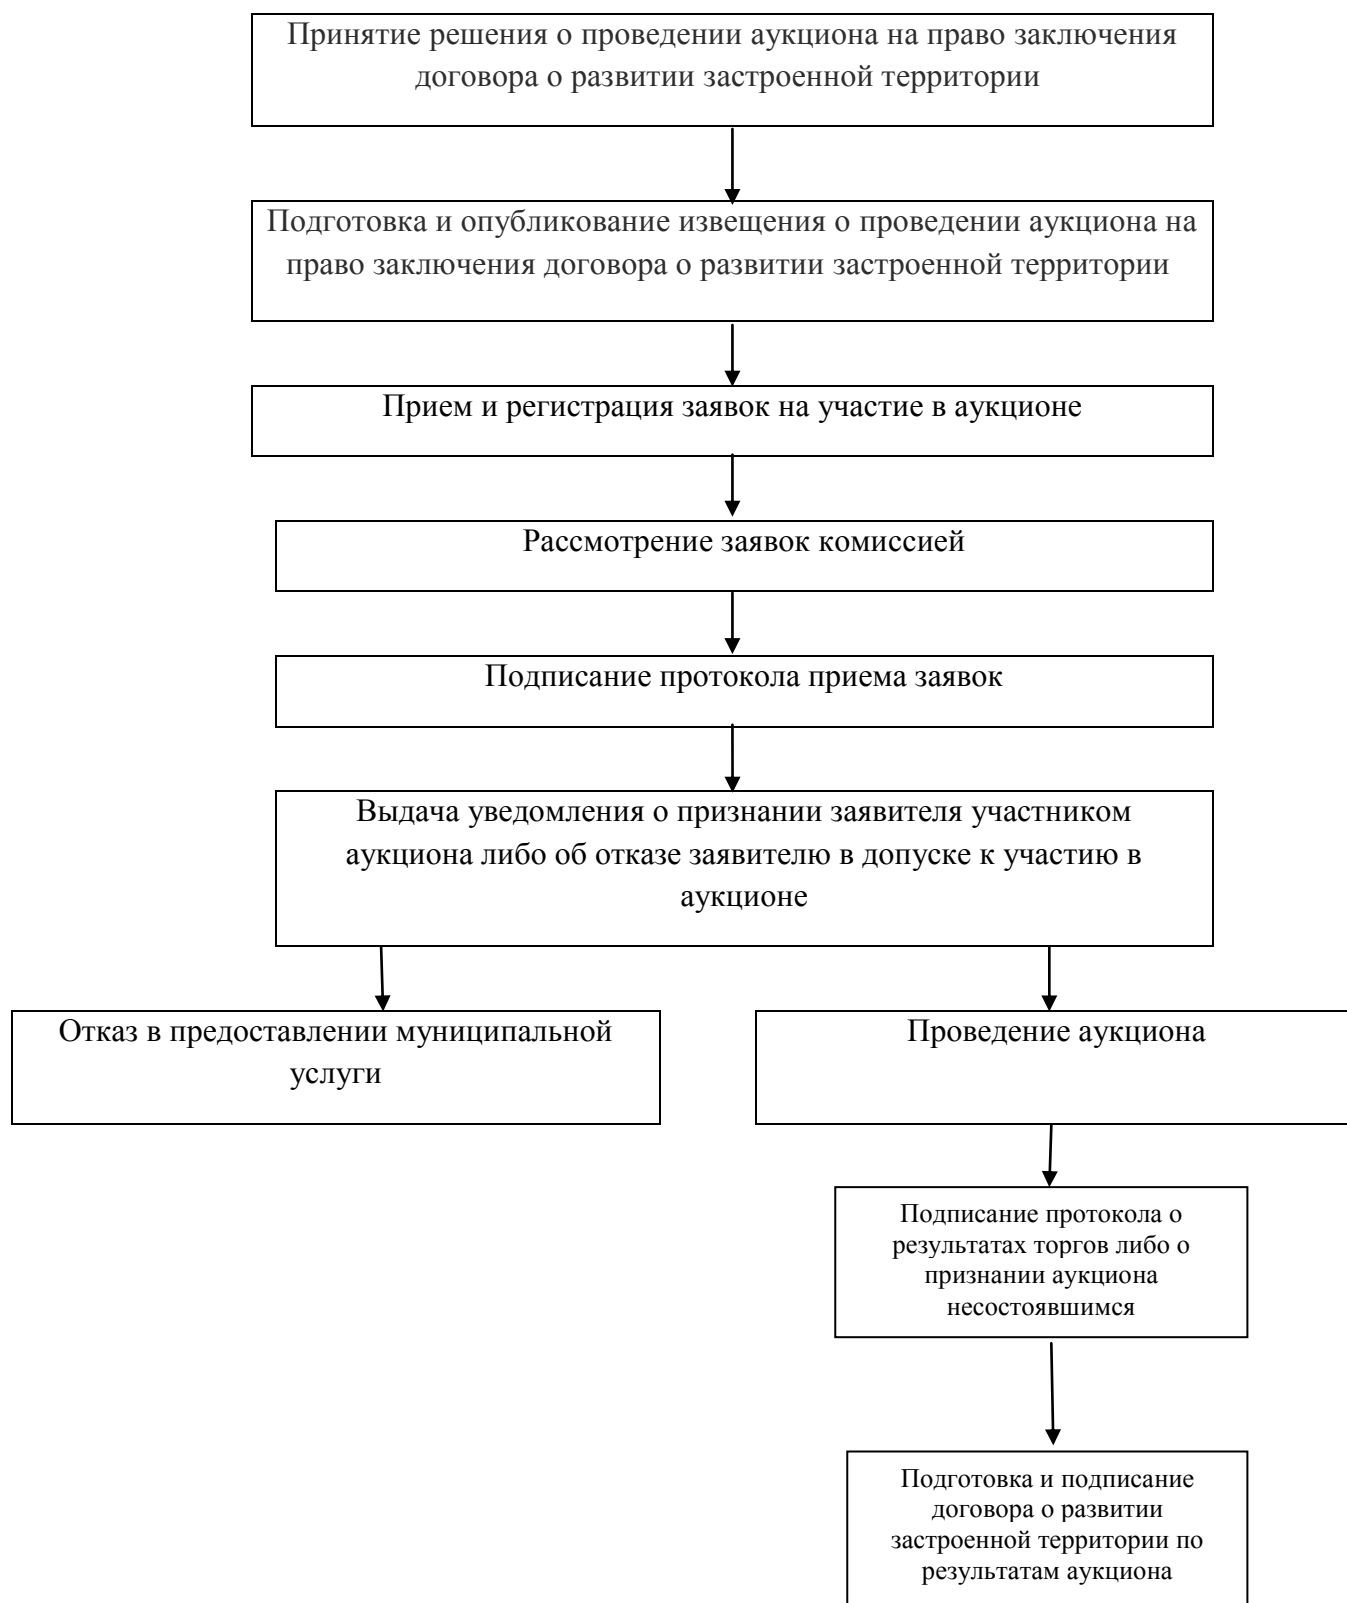 Принятие решения о проведении аукциона на право заключения
договора о развитии застроенной территории
Подготовка и опубликование извещения о проведении аукциона на
право заключения договора о развитии застроенной территории
Прием и регистрация заявок на участие в аукционе
Рассмотрение заявок комиссией
Подписание протокола приема заявок
Выдача уведомления о признании заявителя участником
аукциона либо об отказе заявителю в допуске к участию в
аукционе
Отказ в предоставлении муниципальной
услуги
Проведение аукциона
Подписание протокола о
результатах торгов либо о
признании аукциона
несостоявшимся
Подготовка и подписание
договора о развитии
застроенной территории по
результатам аукциона